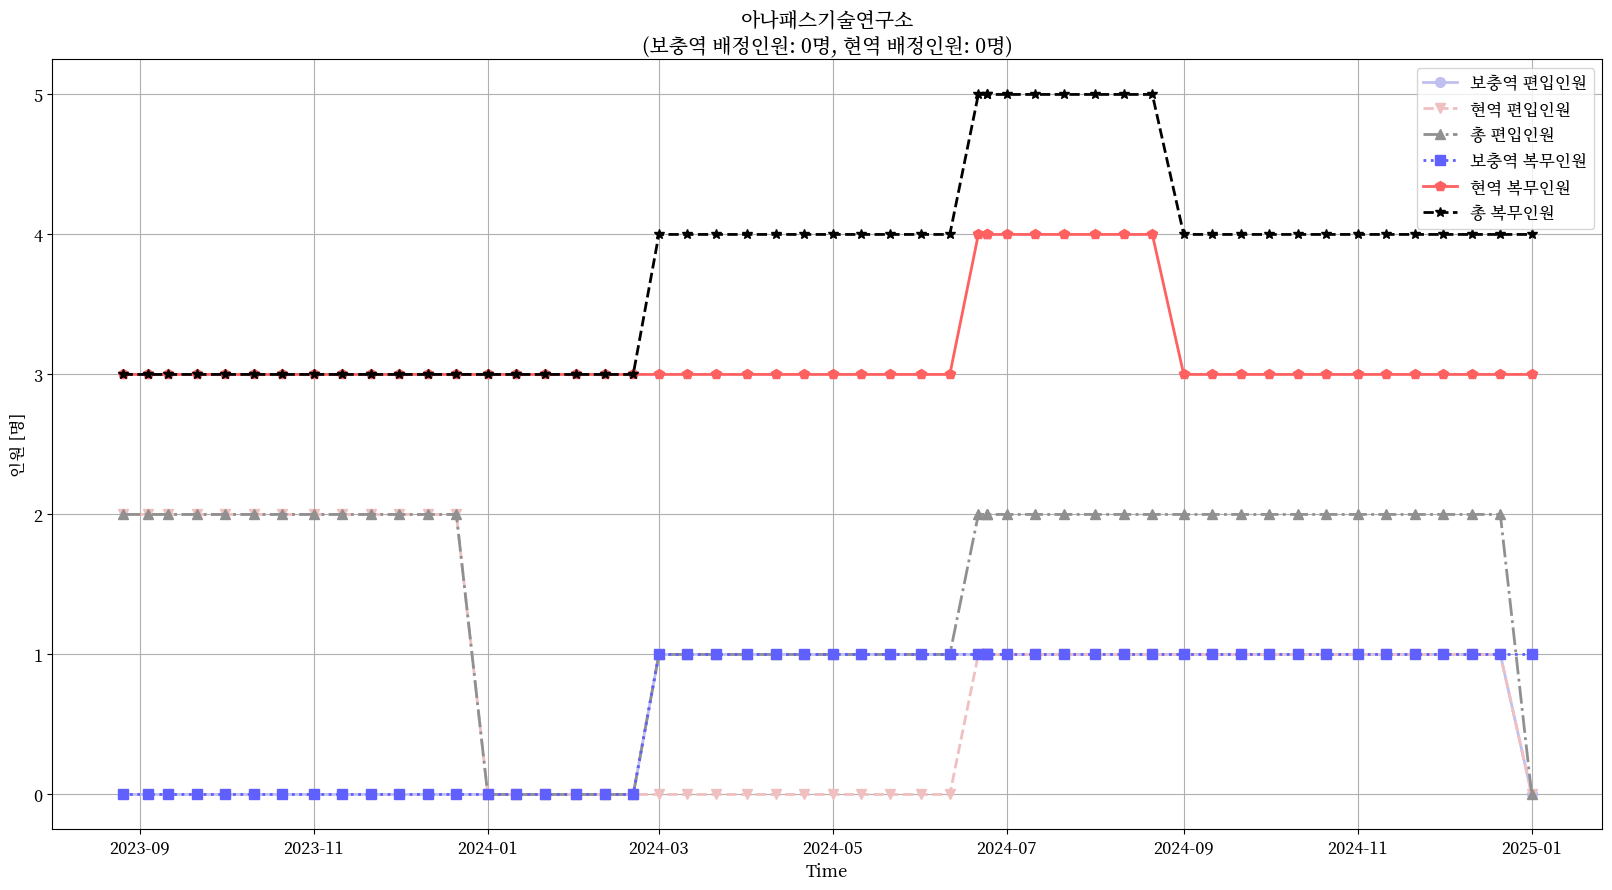 아나패스기술연구소
(보충역 배정인원: 0명, 현역 배정인원: 0명)
보충역 편입인원
현역 편입인원
총 편입인원
보충역 복무인원
현역 복무인원
총 복무인원
인원 [명]
5
4
3
2
1
0
2023-09
2023-11
2024-01
2024-03
2024-05
2024-07
2024-09
2024-11
2025-01
Time